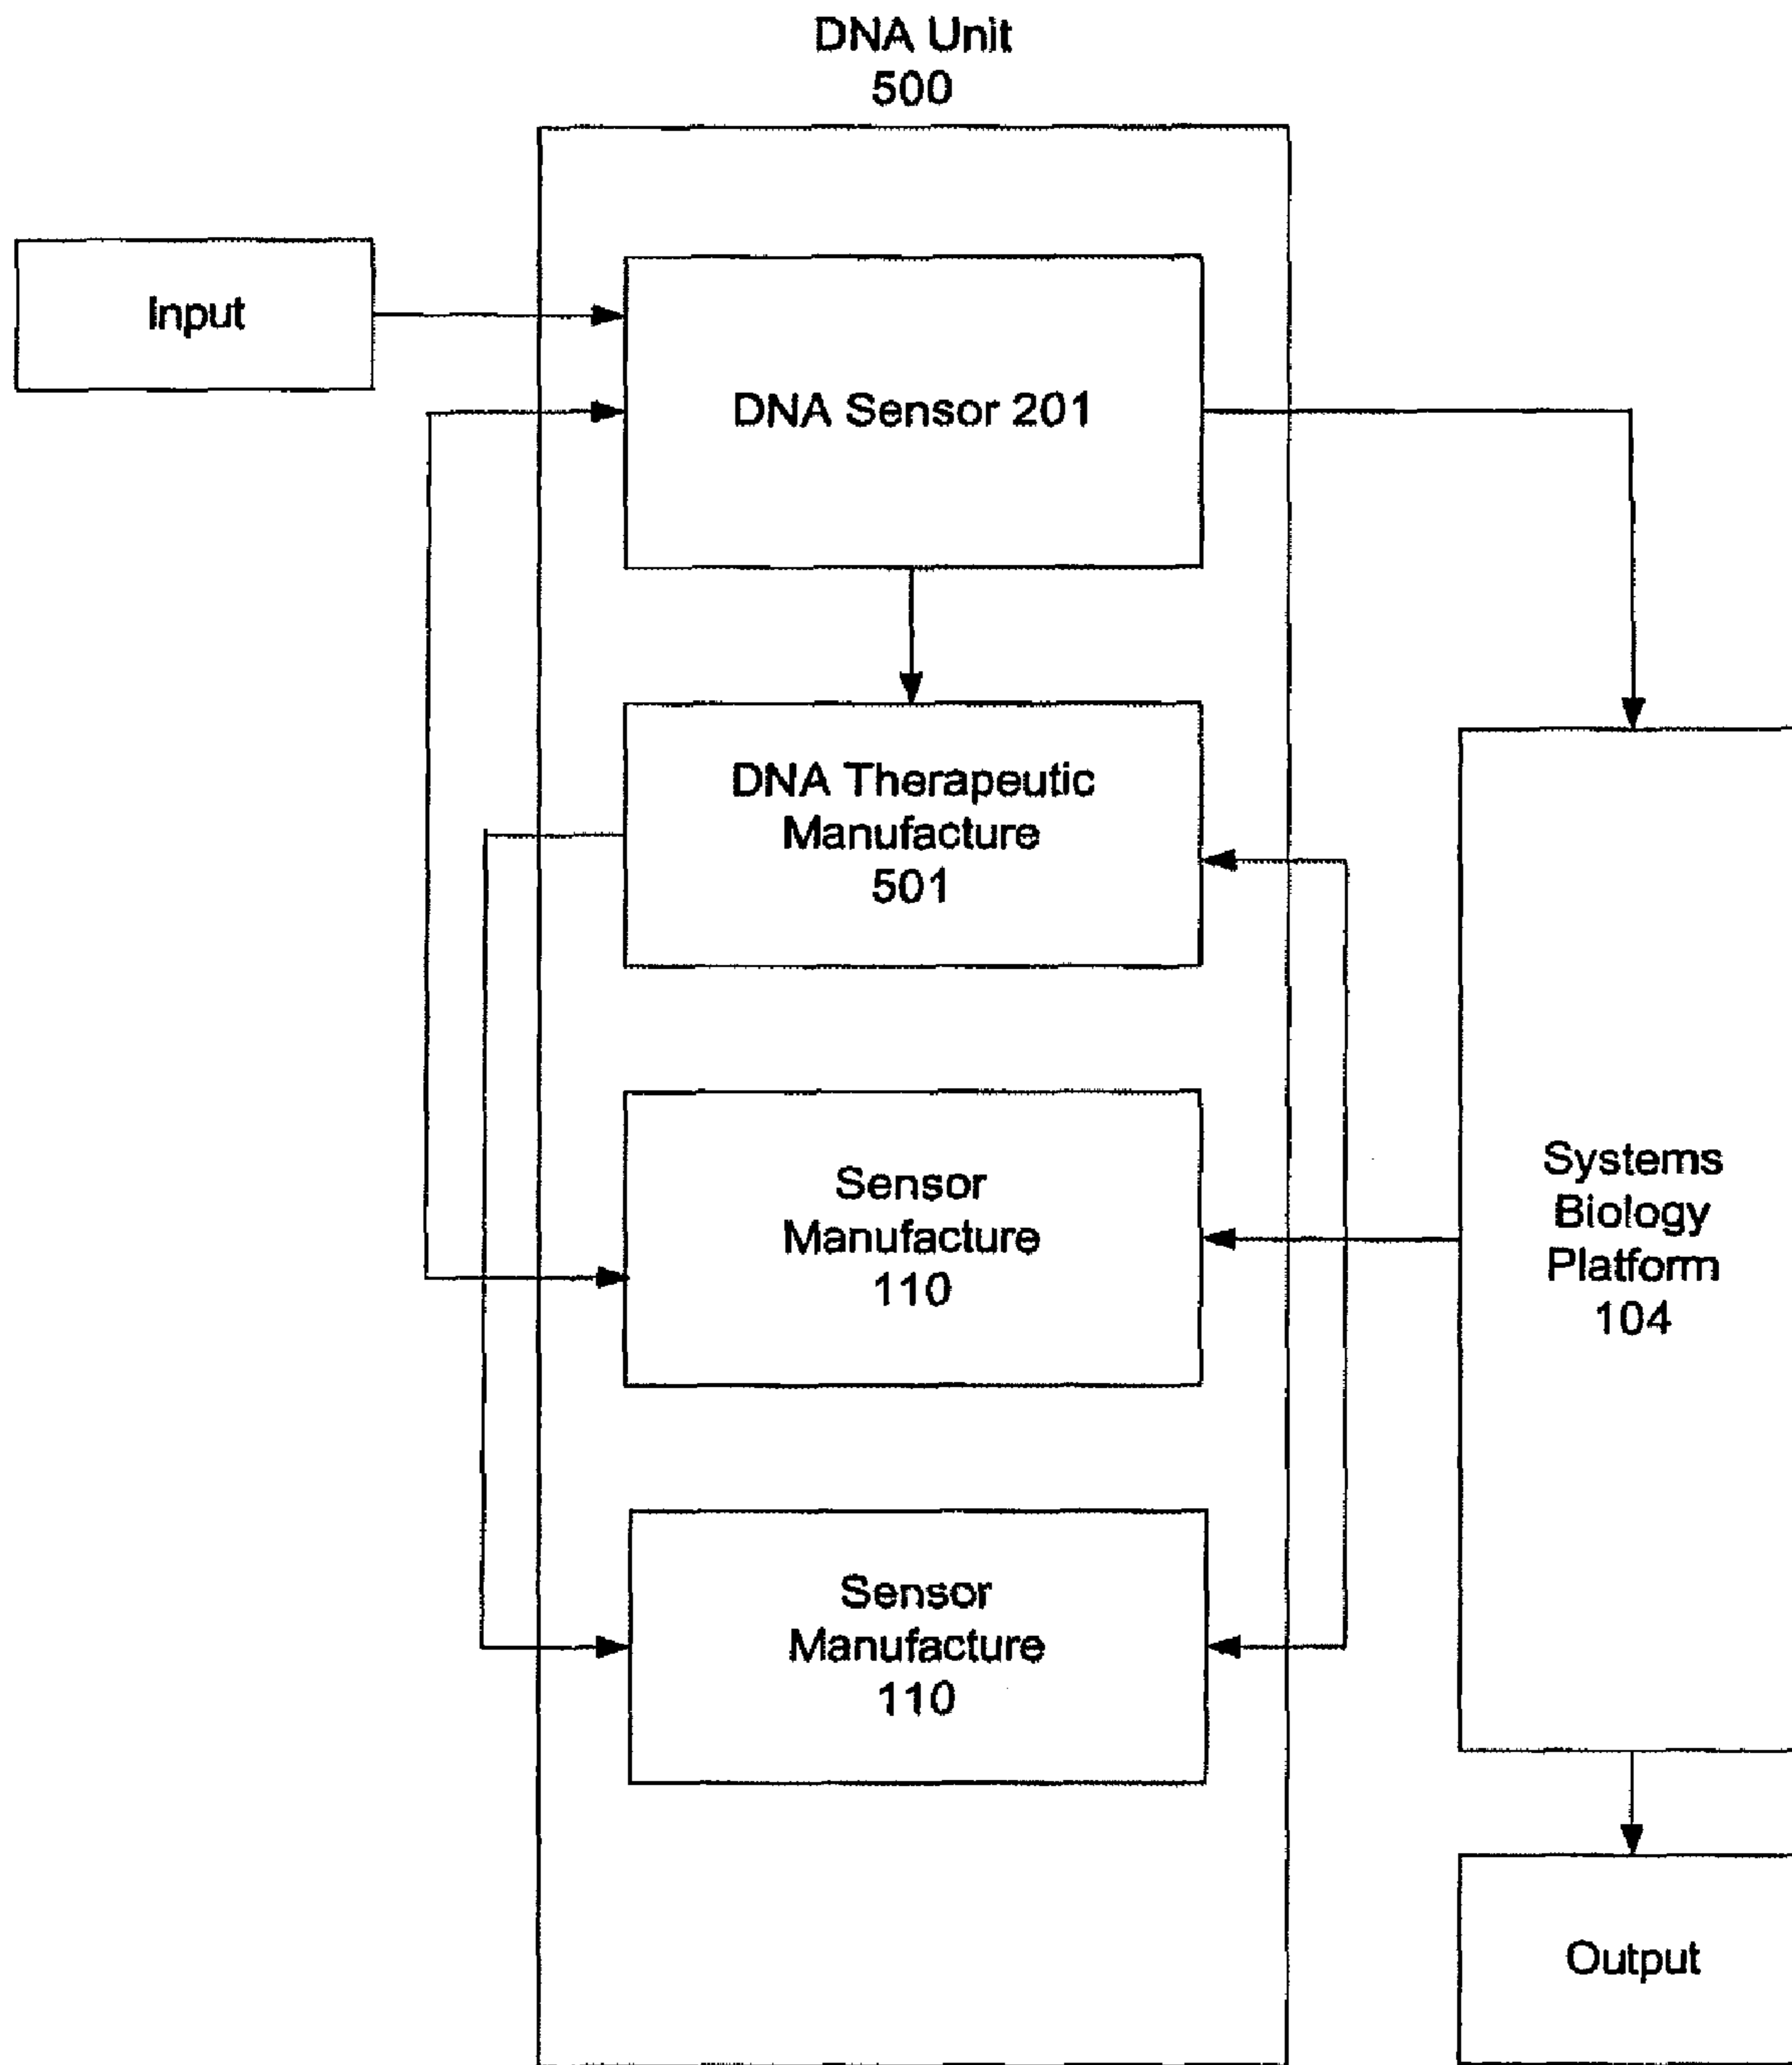 DNA Unit
500
Input
DNA Sensor 201
DNA Therapeutic
Manufacture
501
Sensor
Manufacture
110
Systems
Biology
Platform
104
Sensor
Manufacture
110
Output